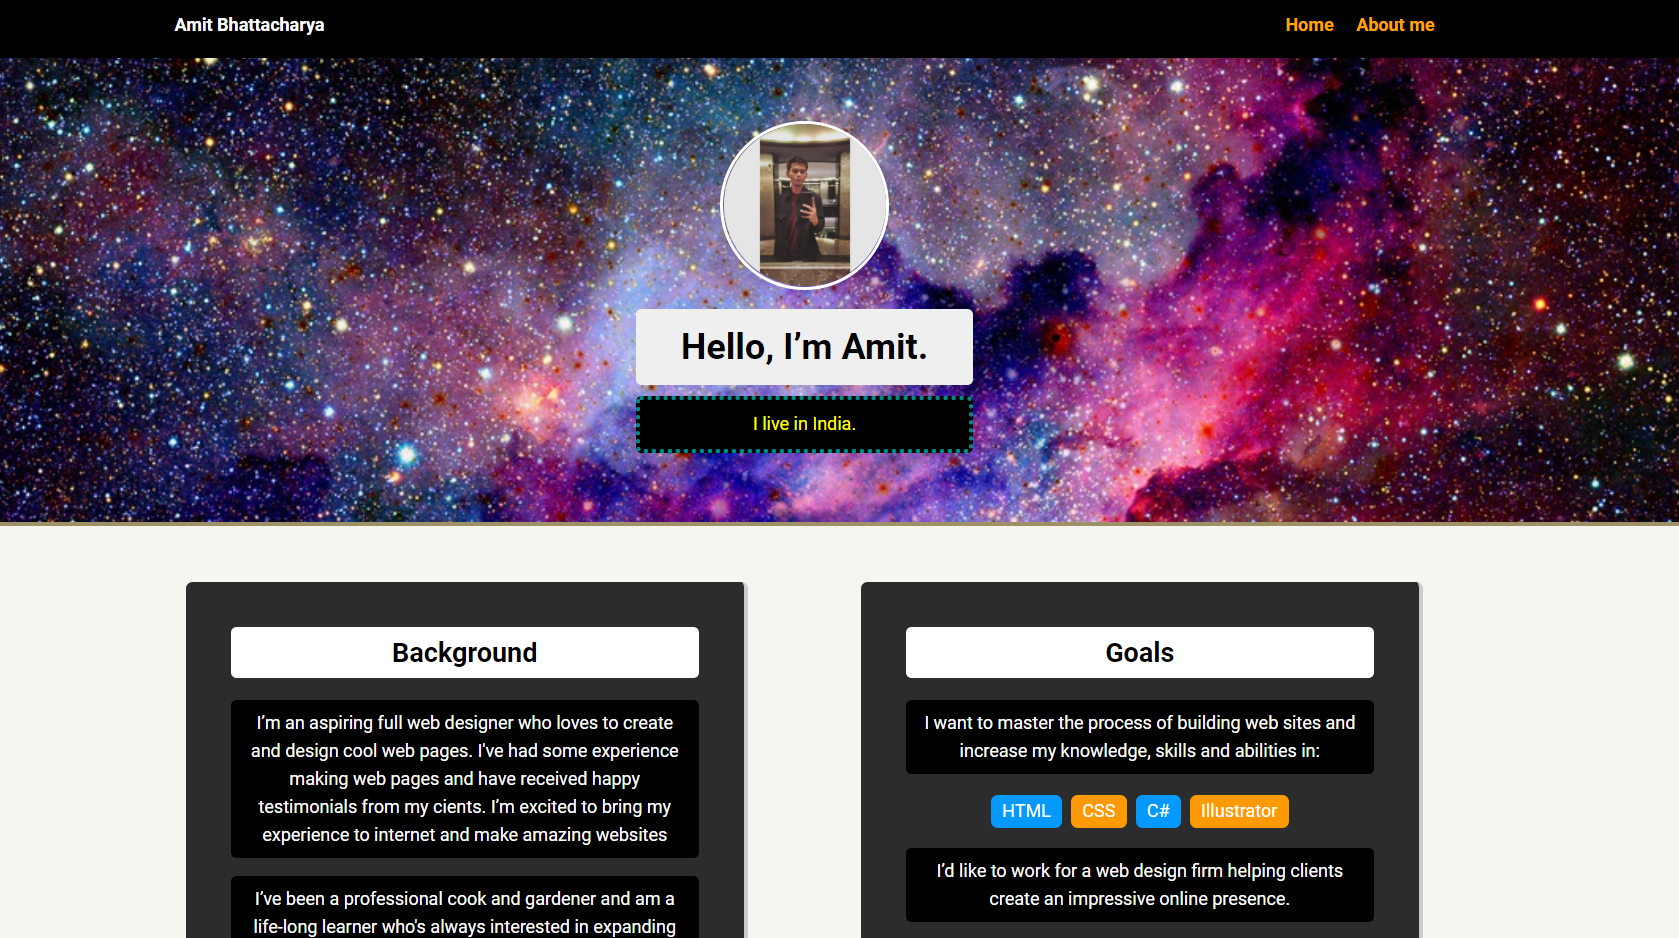 Amit Bhattacharya
Home
About me
Hello, I’m Amit.
I live in India.
Background
I’m an aspiring full web designer who loves to create
and design cool web pages. I've had some experience
making web pages and have received happy
testimonials from my cients. I’m excited to bring my
experience to internet and make amazing websites
I’ve been a professional cook and gardener and am a
life-long learner who's always interested in expanding
Goals
I want to master the process of building web sites and
increase my knowledge, skills and abilities in:
HTML
CSS
C#
Illustrator
I’d like to work for a web design firm helping clients
create an impressive online presence.